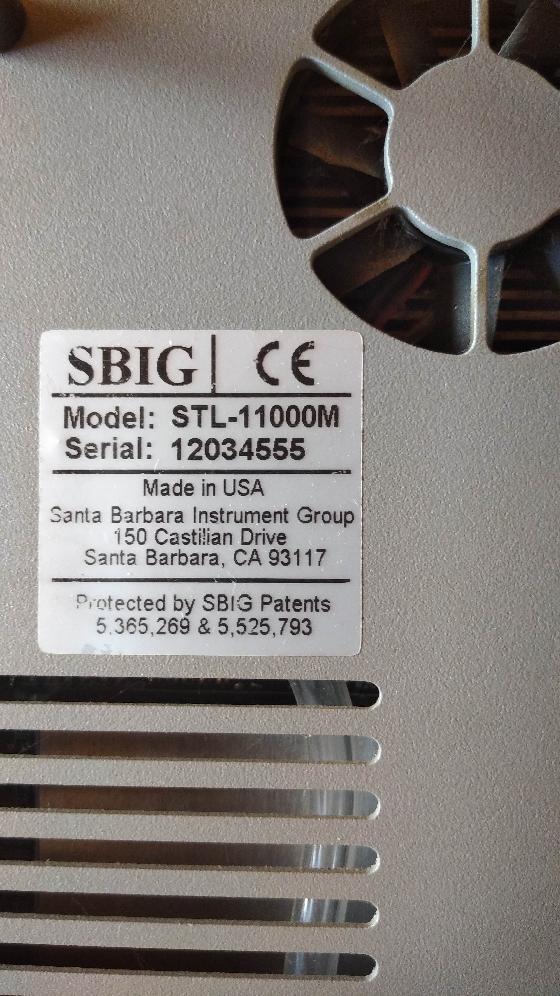 SBIG CE
Model: STL-11000M
Serial: 12034555
Made in USA
Santa Barbara Instrument Group
150 Castilian Drive
Santa Barbara, CA 93117
Protected by SBIG Patents
5,365,269 & 5,525,793